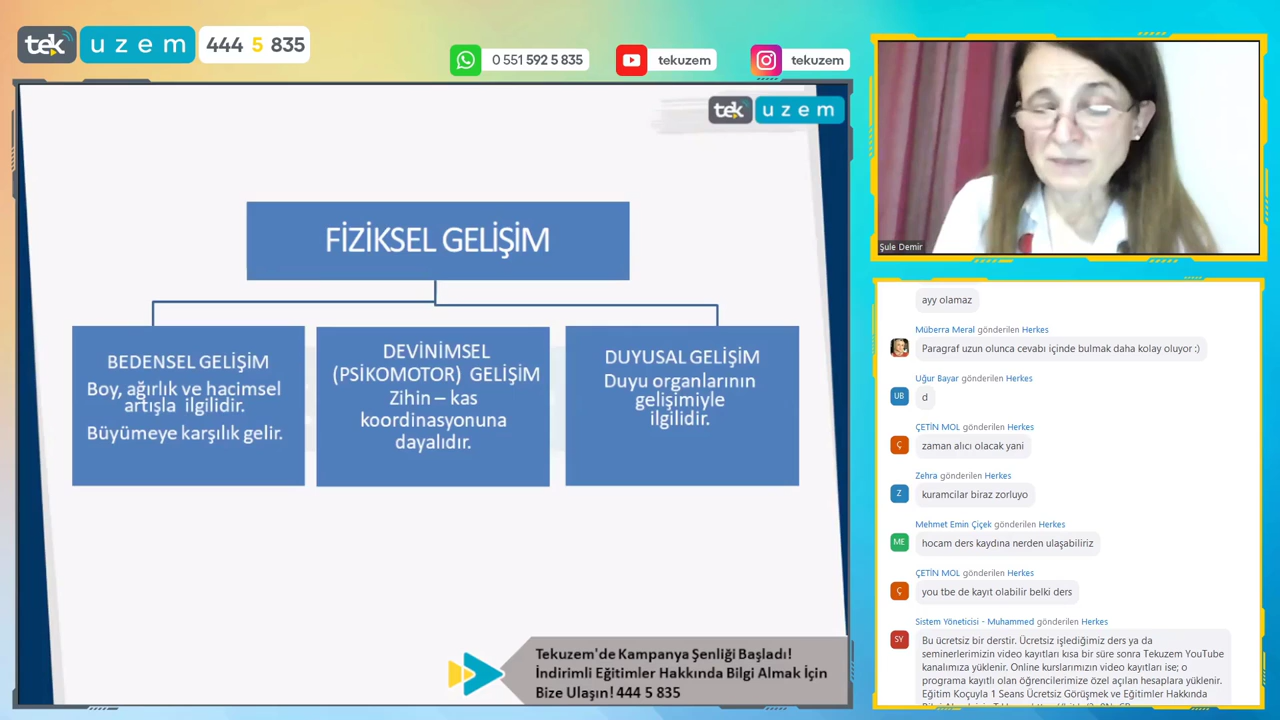 tek uzem 444 5 835
0 551 592 5 835
tekuzem
tekuzem
tek uzem
FİZİKSEL GELİŞİM
BEDENSEL GELİŞİM
Boy, ağırlık ve hacimsel
artışla ilgilidir.
Büyümeye karşılık gelir.
DEVİNİMSEL
(PSİKOMOTOR) GELİŞİM
Zihin – kas
koordinasyonuna
dayalıdır.
DUYUSAL GELİŞİM
Duyu organlarının
gelişimiyle
ilgilidir.
Tekuzem'de Kampanya Şenliği Başladı!
İndirimli Eğitimler Hakkında Bilgi Almak İçin
Bize Ulaşın! 444 5 835
Şule Demir
ayy olamaz
Müberra Meral gönderilen Herkes
Paragraf uzun olunca cevabı içinde bulmak daha kolay oluyor :)
Uğur Bayar gönderilen Herkes
UB
d
ÇETİN MOL gönderilen Herkes
Ç
zaman alıcı olacak yani
Zehra gönderilen Herkes
Z
kuramcilar biraz zorluyo
Mehmet Emin Çiçek gönderilen Herkes
ME
hocam ders kaydına nerden ulaşabiliriz
ÇETİN MOL gönderilen Herkes
Ç
you tbe de kayıt olabilir belki ders
Sistem Yöneticisi - Muhammed gönderilen Herkes
SY
Bu ücretsiz bir derstir. Ücretsiz işlediğimiz ders ya da
seminerlerimizin video kayıtları kısa bir süre sonra Tekuzem YouTube
kanalımıza yüklenir. Online kurslarımızın video kayıtları ise; o
programa kayıtlı olan öğrencilerimize özel açılan hesaplara yüklenir.
Eğitim Koçuyla 1 Seans Ücretsiz Görüşmek ve Eğitimler Hakkında